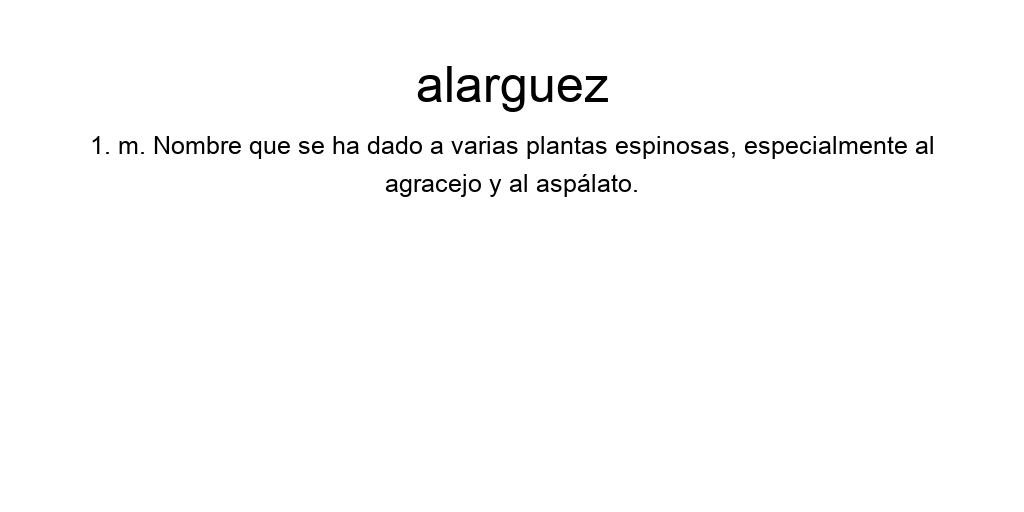 alarguez
1. m. Nombre que se ha dado a varias plantas espinosas, especialmente al
agracejo y al aspálato.